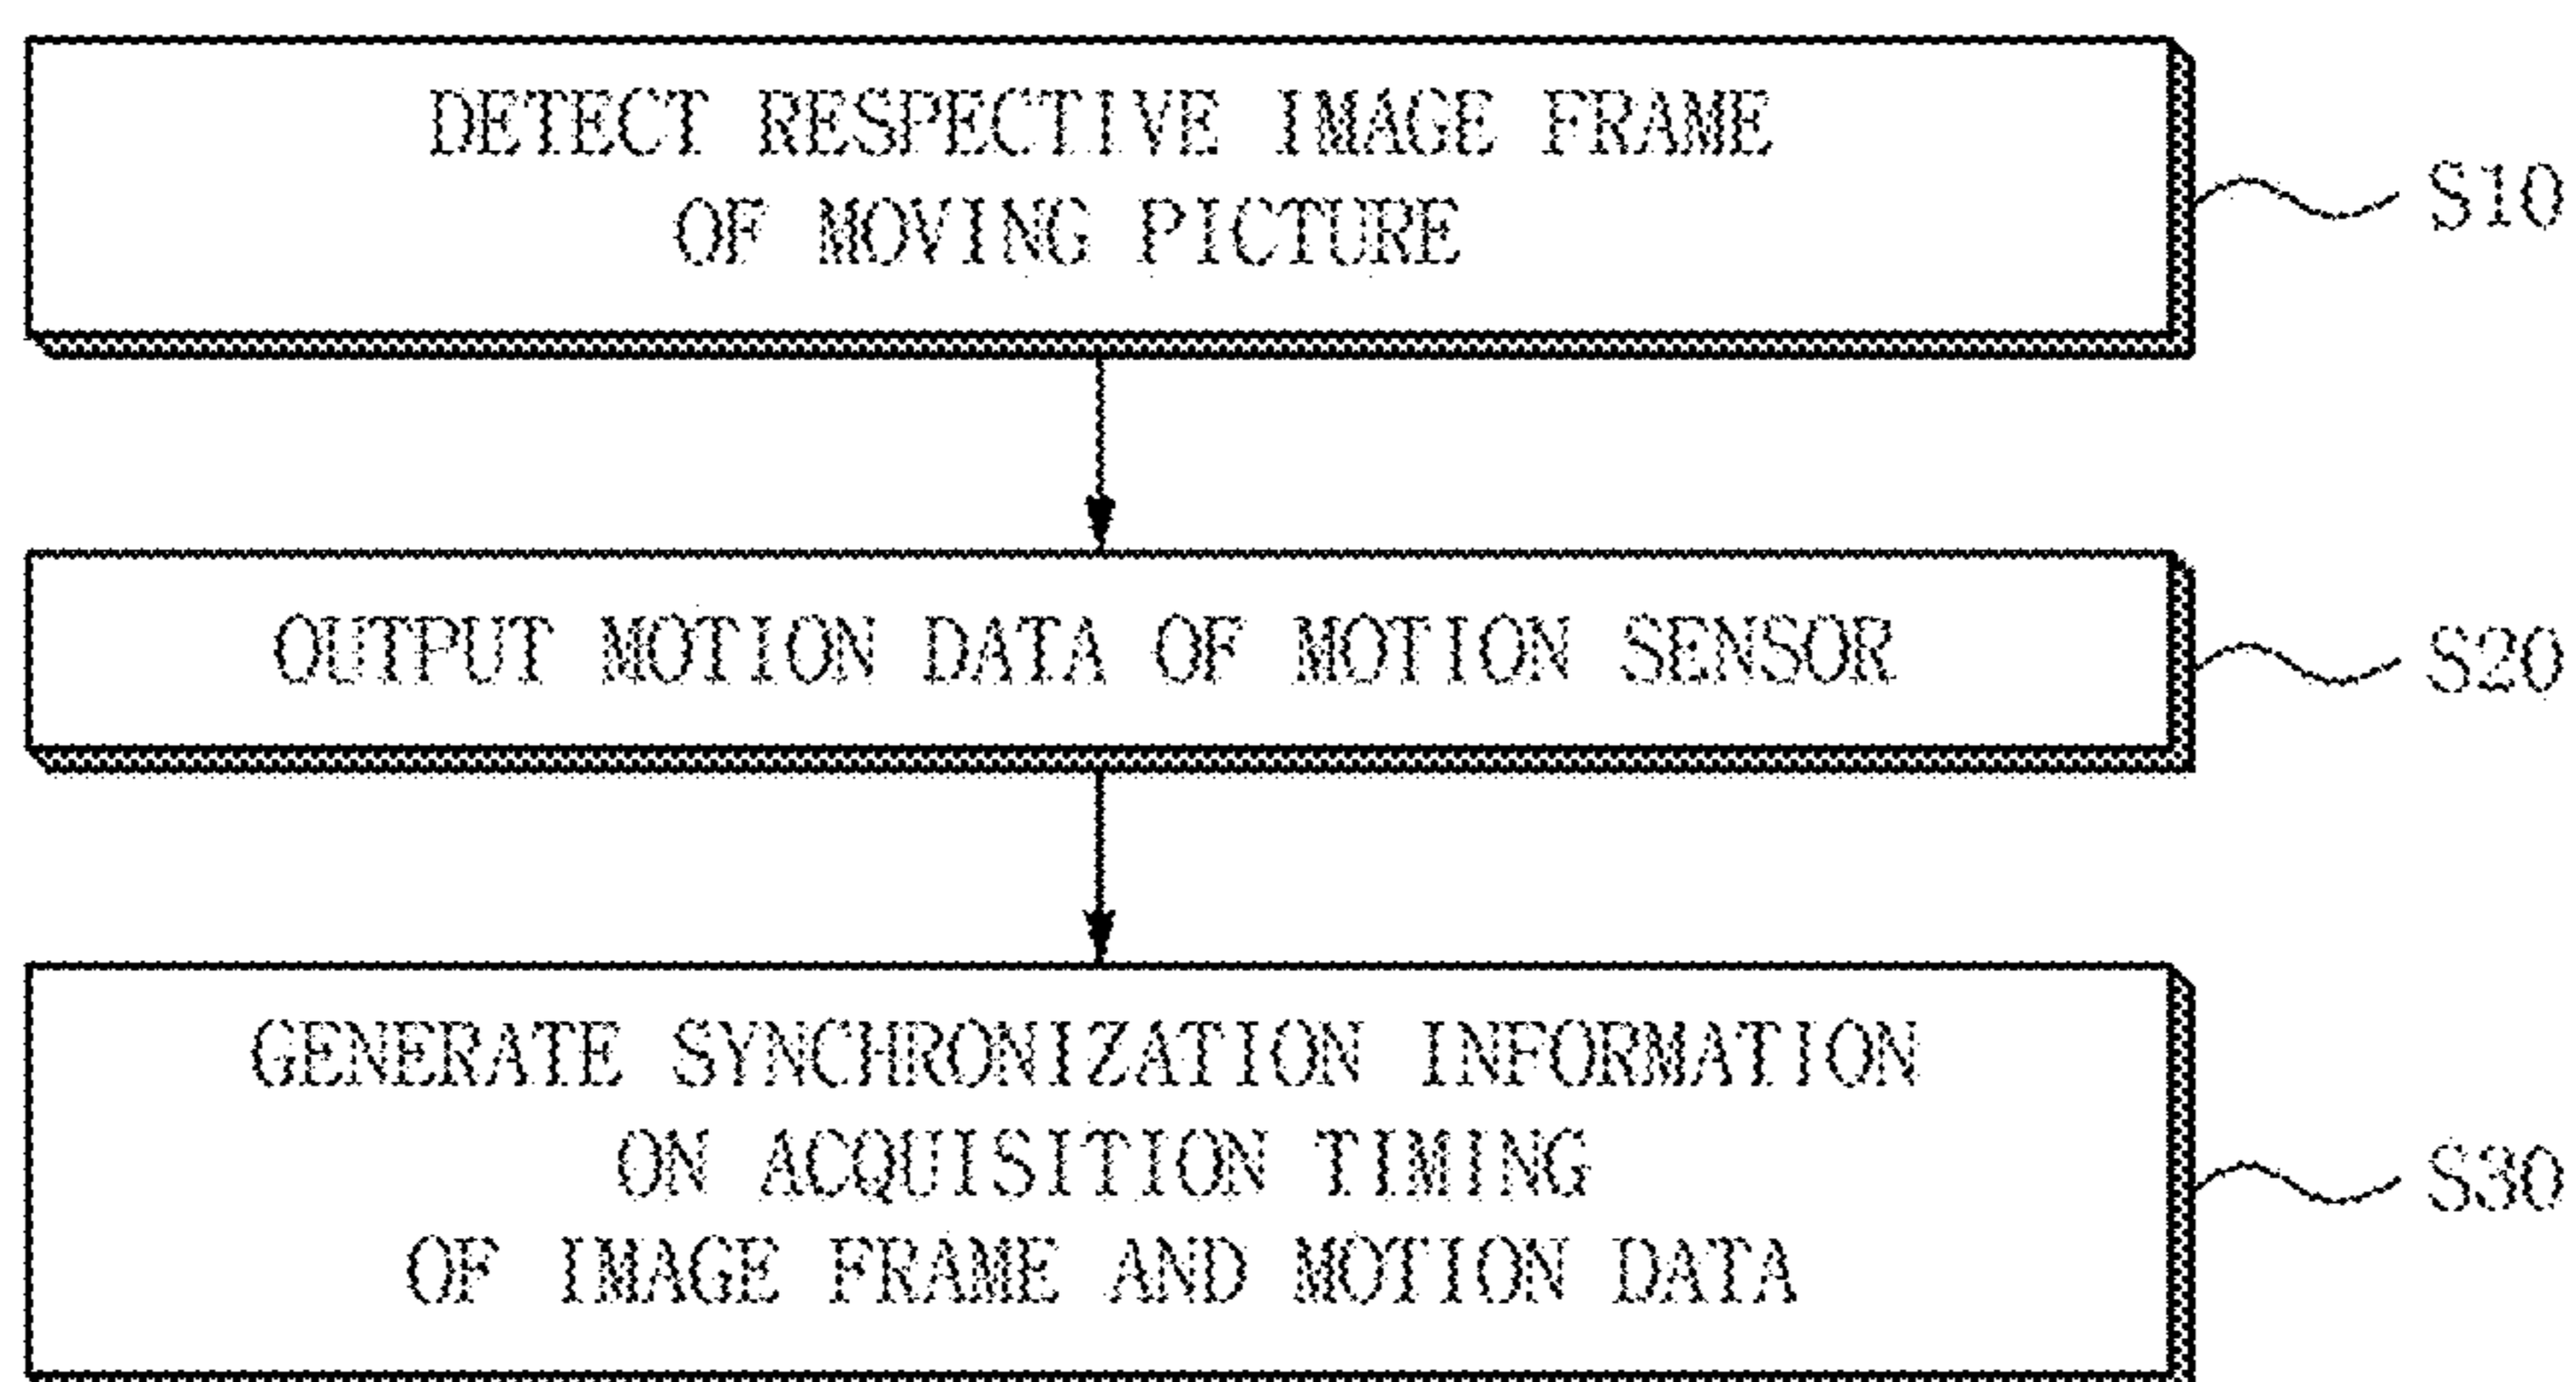 DETECT RESPECTIVE IMAGE FRAME
OF MOVING PICTURE
S10
OUTPUT MOTION DATA OF MOTION SENSOR
S20
GENERATE SYNCHRONIZATION INFORMATION
ON ACQUISITION TIMING
OF IMAGE FRAME AND MOTION DATA
S30